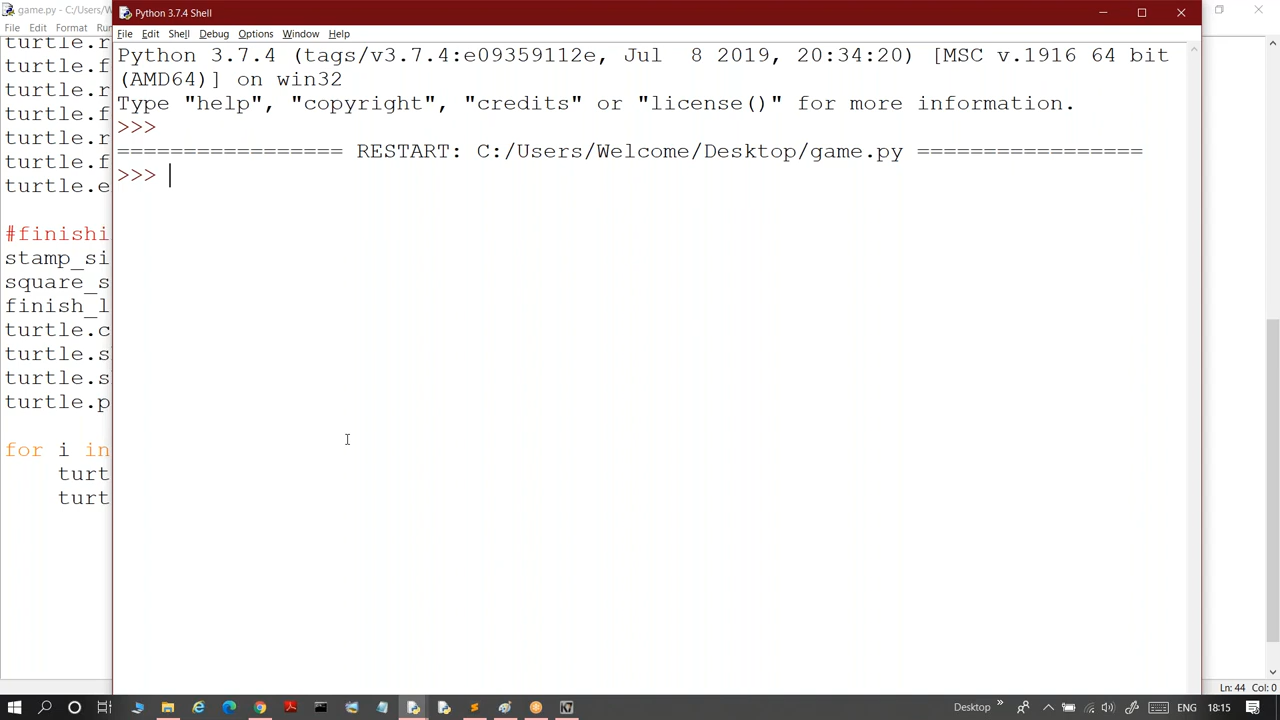 game.py - C:/Users/W
Python 3.7.4 Shell
File Edit Format Run
File Edit Shell Debug Options Window Help
Python 3.7.4 (tags/v3.7.4:e09359112e, Jul  8 2019, 20:34:20) [MSC v.1916 64 bit
(AMD64)] on win32
Type "help", "copyright", "credits" or "license()" for more information.
>>>
================= RESTART: C:/Users/Welcome/Desktop/game.py =================
>>>
turtle.r
turtle.f
turtle.r
turtle.f
turtle.r
turtle.f
turtle.e
#finishi
stamp_si
square_s
finish_l
turtle.c
turtle.s
turtle.s
turtle.p
for i in
turt
turt
Ln: 44 Col: 0
Desktop » ENG 18:15